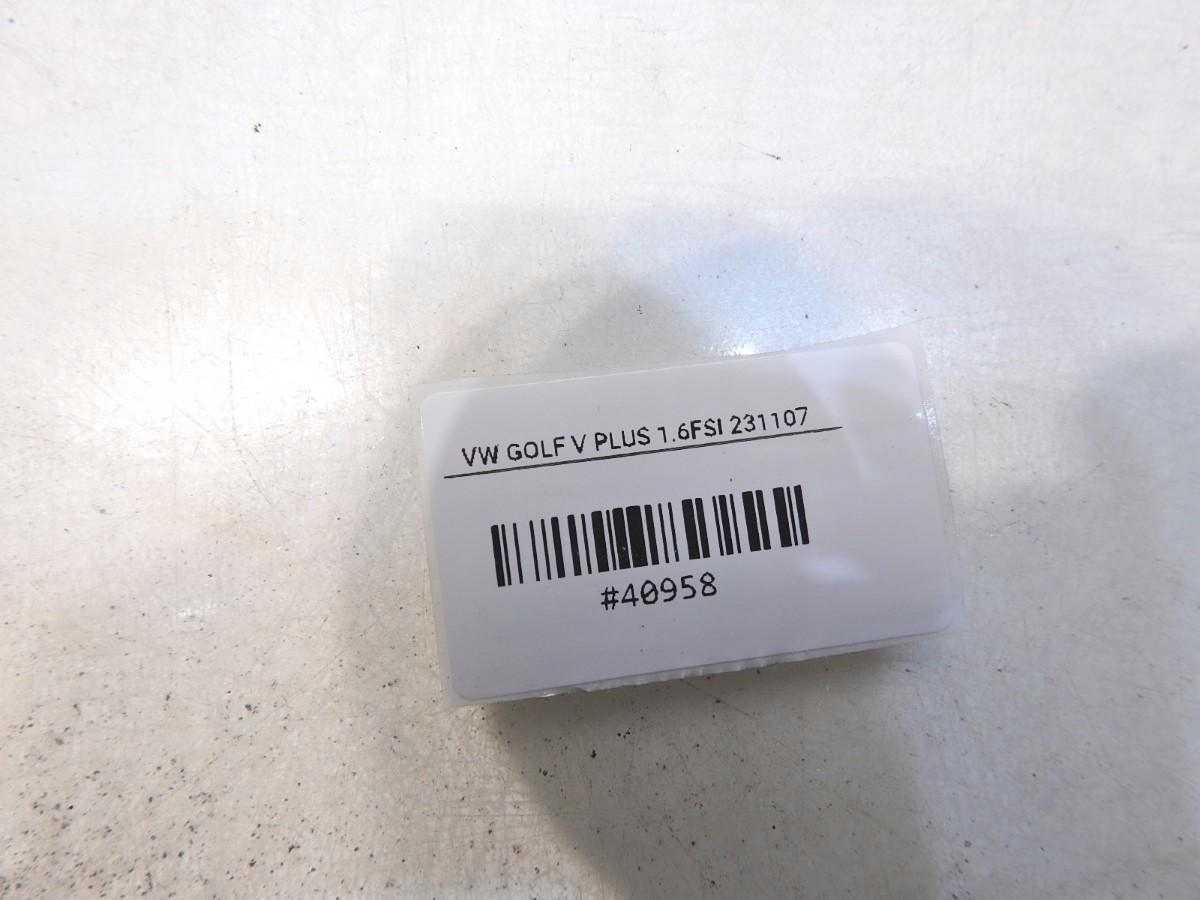 VW GOLF V PLUS 1.6FSI 231107
#40958